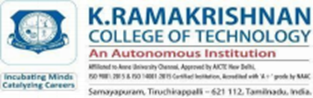 K.RAMAKRISHNAN
COLLEGE OF TECHNOLOGY
An Autonomous Institution
Affiliated to Anna University Chennai, Approved by AICTE New Delhi,
ISO 9001:2015 & ISO 14001:2015 Certified Institution, Accredited with 'A+' grade by NAAC
Incubating Minds
Catalyzing Careers
Samayapuram, Tiruchirappalli – 621 112, Tamilnadu, India.